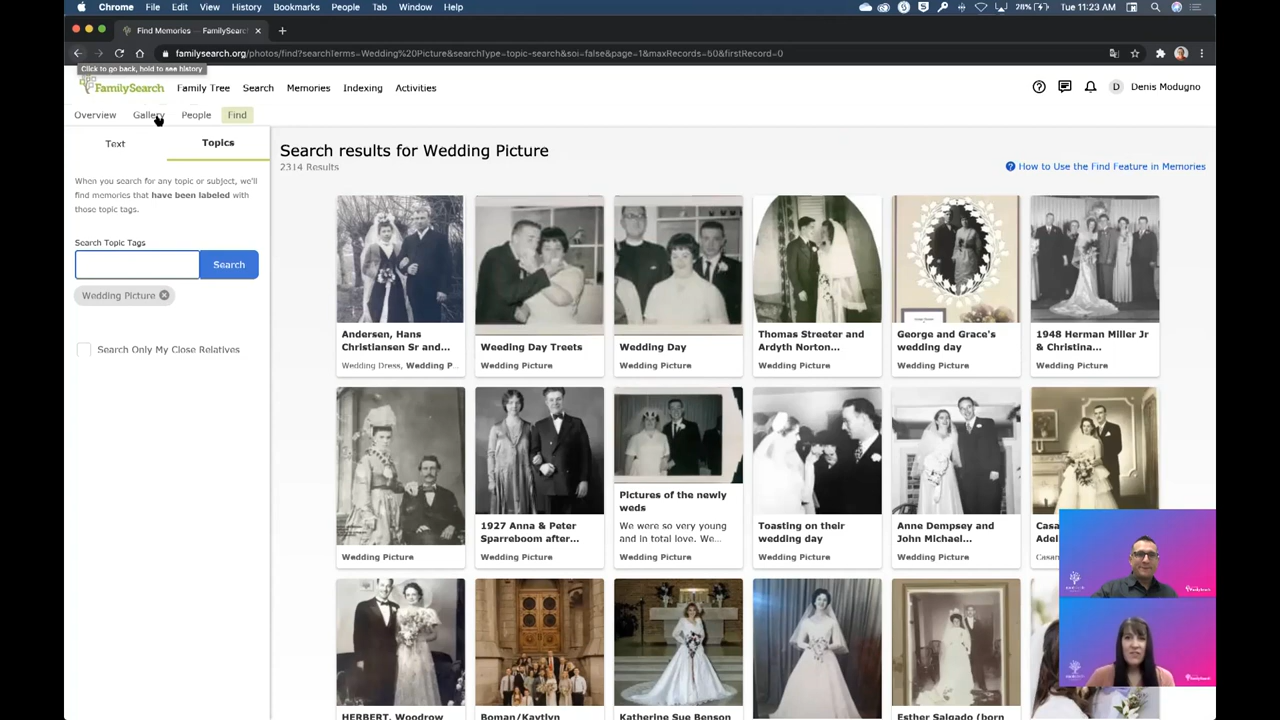 Chrome File Edit View History Bookmarks People Tab Window Help
28% Tue 11:23 AM
Find Memories — FamilySearc
familysearch.org/photos/find?searchTerms=Wedding%20Picture&searchType=topic-search&soi=false&page=1&maxRecords=60&firstRecord=0
Click to go back, hold to see history
FamilySearch Family Tree Search Memories Indexing Activities
D Denis Modugno
Overview Gallery People Find
Text Topics
When you search for any topic or subject, we'll
find memories that have been labeled with
those topic tags.
Search Topic Tags
Search
Wedding Picture
Search Only My Close Relatives
Search results for Wedding Picture
2314 Results
How to Use the Find Feature in Memories
Andersen, Hans
Christiansen Sr and...
Wedding Dress, Wedding P...
Weeding Day Treets
Wedding Picture
Wedding Day
Wedding Picture
Thomas Streeter and
Ardyth Norton...
Wedding Picture
George and Grace's
wedding day
Wedding Picture
1948 Herman Miller Jr
& Christina...
Wedding Picture
Wedding Picture
1927 Anna & Peter
Sparreboom after...
Wedding Picture
Pictures of the newly
weds
We were so very young
and in total love. We...
Wedding Picture
Toasting on their
wedding day
Wedding Picture
Anne Dempsey and
John Michael...
Wedding Picture
Casa
Adel
Casan
HERBERT, Woodrow
Boman/Kaytlyn
Katherine Sue Benson
Esther Salgado (born